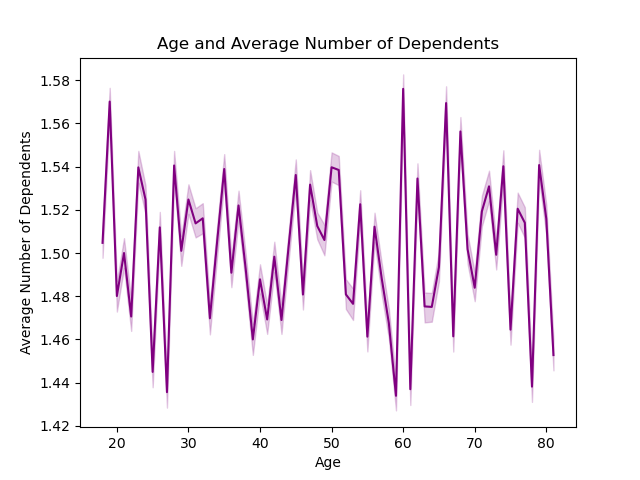 Age and Average Number of Dependents
Average Number of Dependents
1.58
1.56
1.54
1.52
1.50
1.48
1.46
1.44
1.42
20 30 40 50 60 70 80
Age